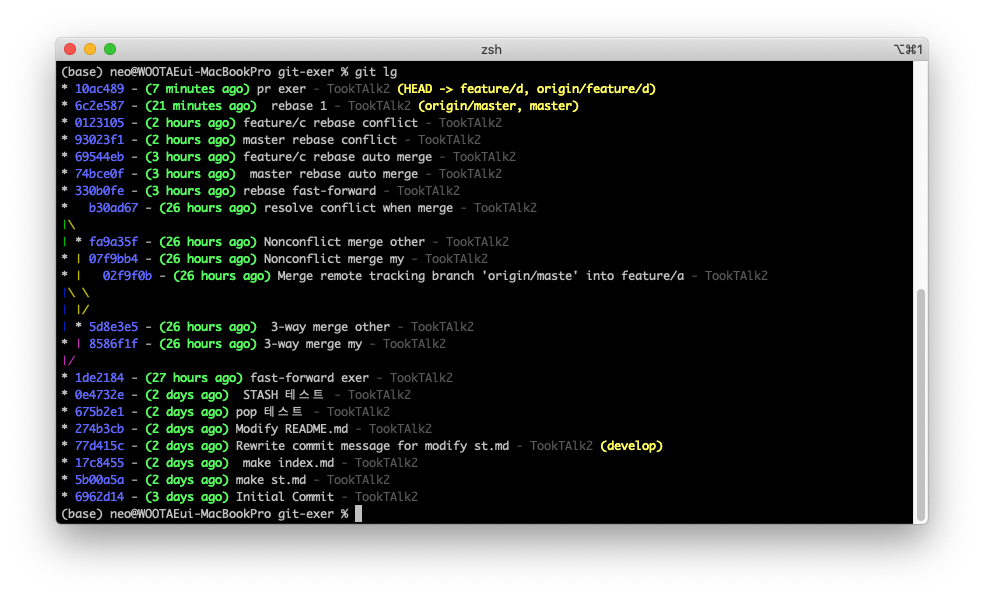 zsh
⌥⌘1
(base) neo@WOOTAEui-MacBookPro git-exer % git lg
* 10ac489 - (7 minutes ago) pr exer - TookTAlk2 (HEAD -> feature/d, origin/feature/d)
* 6c2e587 - (21 minutes ago)  rebase 1 - TookTAlk2 (origin/master, master)
* 0123105 - (2 hours ago) feature/c rebase conflict - TookTAlk2
* 93023f1 - (2 hours ago) master rebase conflict - TookTAlk2
* 69544eb - (3 hours ago) feature/c rebase auto merge - TookTAlk2
* 74bce0f - (3 hours ago)  master rebase auto merge - TookTAlk2
* 330b0fe - (3 hours ago) rebase fast-forward - TookTAlk2
*   b30ad67 - (26 hours ago) resolve conflict when merge - TookTAlk2
|\
| * fa9a35f - (26 hours ago) Nonconflict merge other - TookTAlk2
* | 07f9bb4 - (26 hours ago) Nonconflict merge my - TookTAlk2
* |   02f9f0b - (26 hours ago) Merge remote tracking branch 'origin/maste' into feature/a - TookTAlk2
|\ \
| |/
| * 5d8e3e5 - (26 hours ago)  3-way merge other - TookTAlk2
* | 8586f1f - (26 hours ago) 3-way merge my - TookTAlk2
|/
* 1de2184 - (27 hours ago) fast-forward exer - TookTAlk2
* 0e4732e - (2 days ago)  STASH 테스트 - TookTAlk2
* 675b2e1 - (2 days ago) pop 테스트 - TookTAlk2
* 274b3cb - (2 days ago) Modify README.md - TookTAlk2
* 77d415c - (2 days ago) Rewrite commit message for modify st.md - TookTAlk2 (develop)
* 17c8455 - (2 days ago)  make index.md - TookTAlk2
* 5b00a5a - (2 days ago) make st.md - TookTAlk2
* 6962d14 - (3 days ago) Initial Commit - TookTAlk2
(base) neo@WOOTAEui-MacBookPro git-exer %